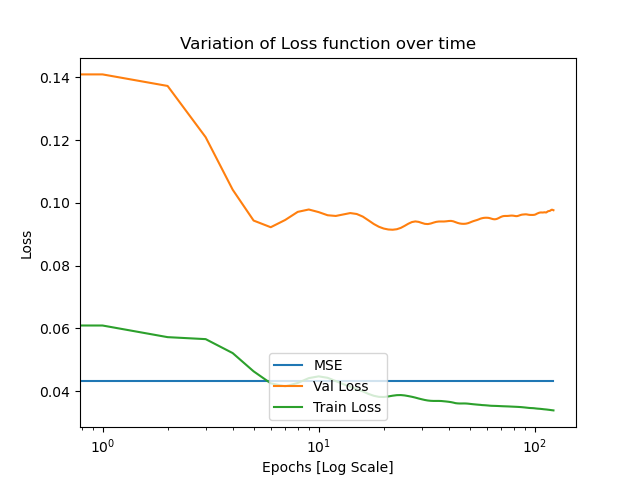 Variation of Loss function over time
0.14
0.12
0.10
0.08
0.06
0.04
Loss
MSE
Val Loss
Train Loss
10⁰
10¹
10²
Epochs [Log Scale]